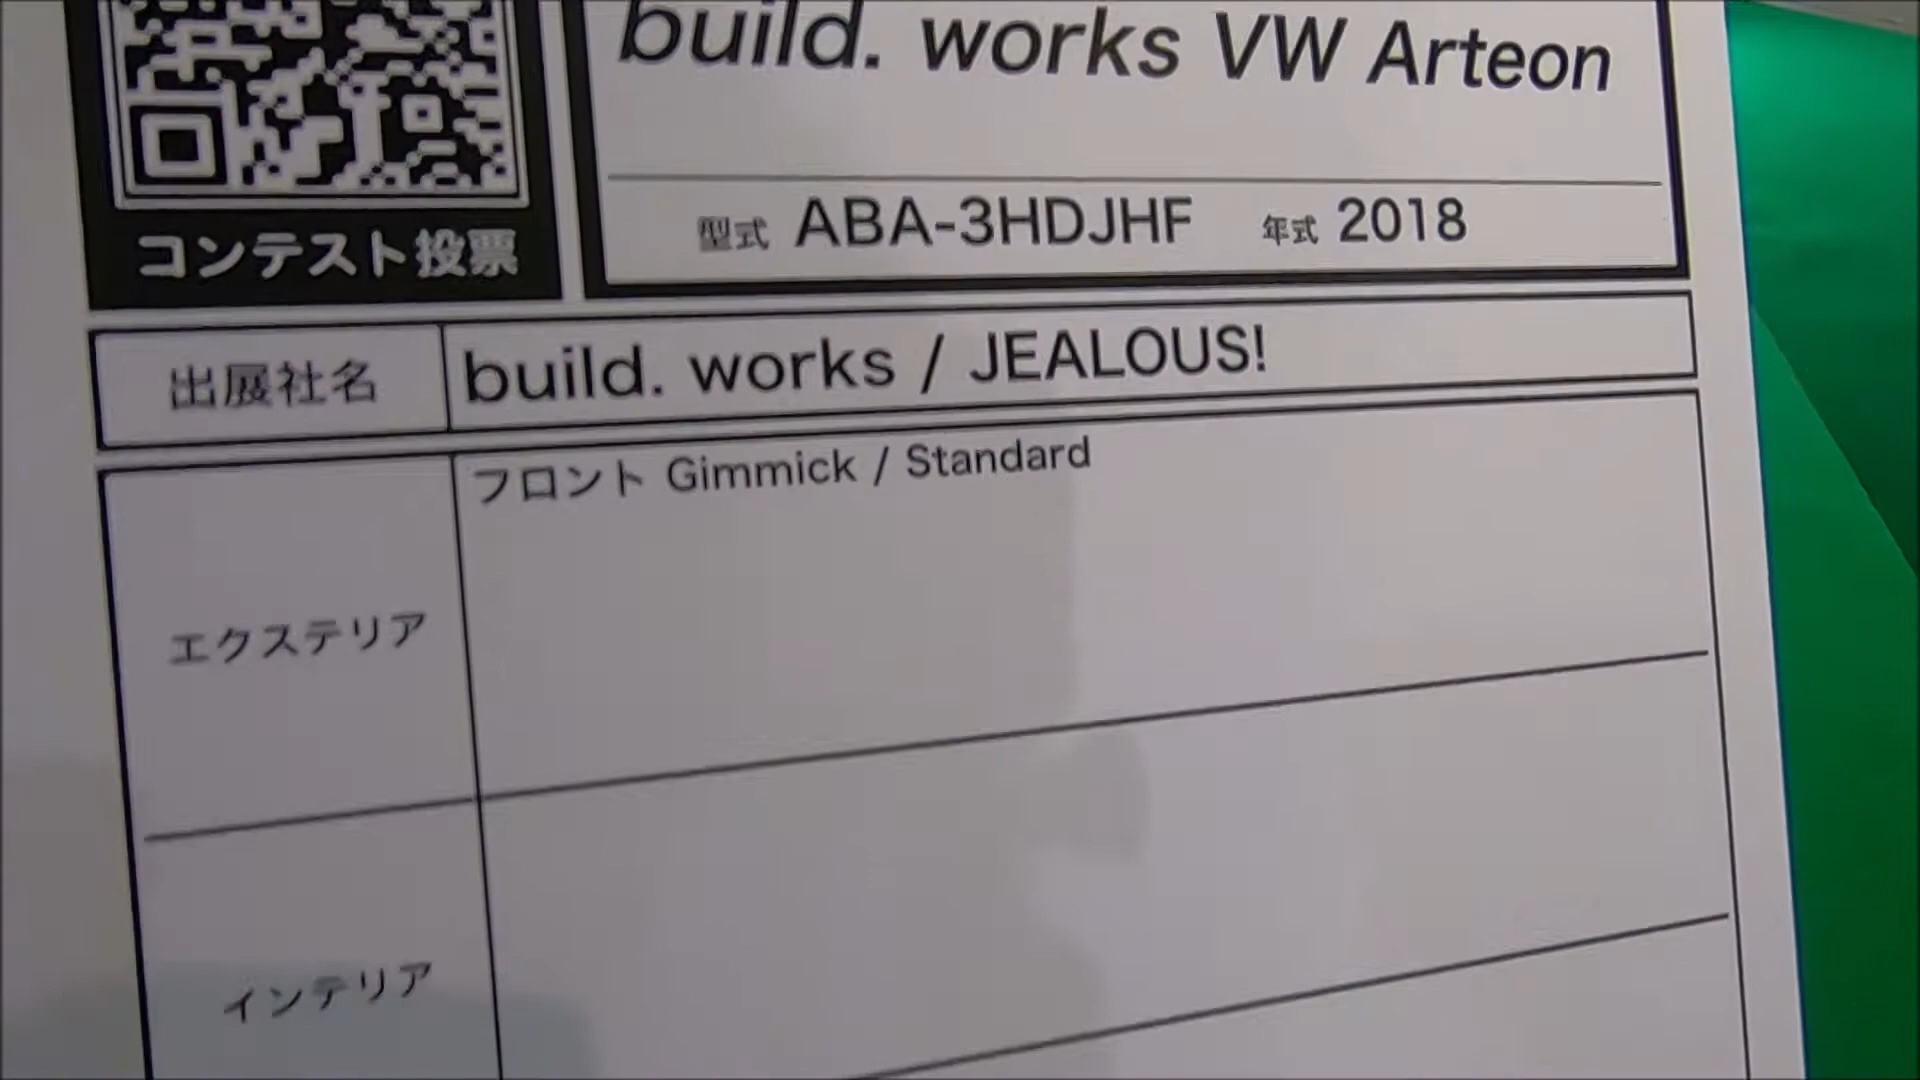 build. works VW Arteon
型式 ABA-3HDJHF 年式 2018
コンテスト投票
出展社名 build. works / JEALOUS!
フロント Gimmick / Standard
エクステリア
インテリア